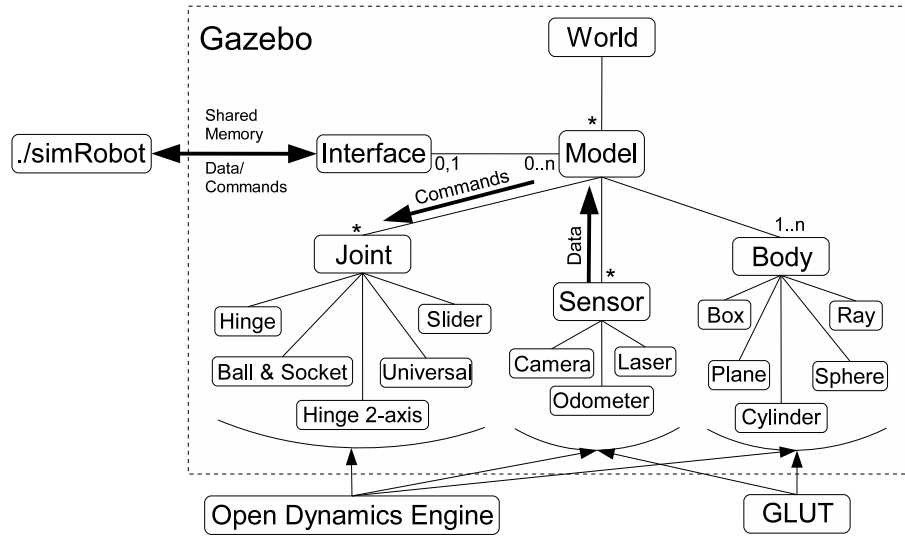 Gazebo
World
*
Shared
Memory
./simRobot
Interface
Model
Data/
Commands
0,1
0..n
Commands
Data
*
*
1..n
Joint
Sensor
Body
Hinge
Slider
Box
Ray
Ball & Socket
Universal
Camera
Laser
Plane
Sphere
Hinge 2-axis
Odometer
Cylinder
Open Dynamics Engine
GLUT